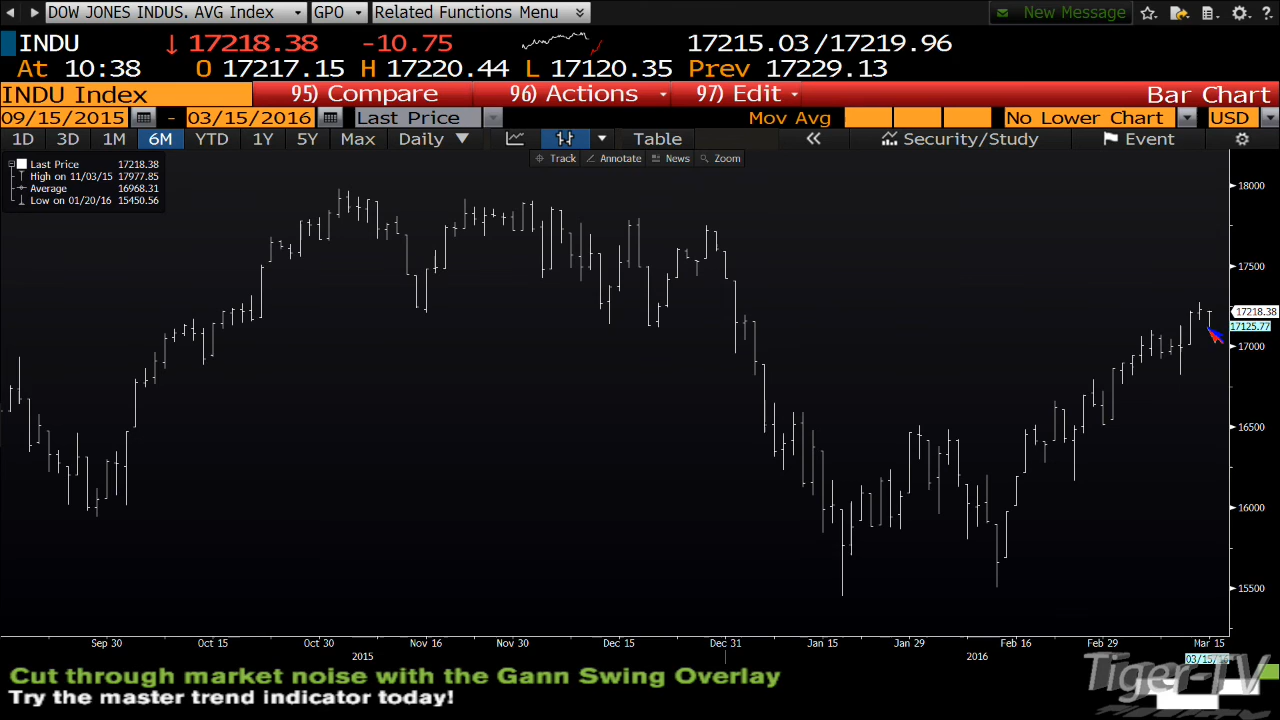 DOW JONES INDUS. AVG Index GPO Related Functions Menu New Message
INDU ↓ 17218.38 -10.75 17215.03/17219.96
At 10:38 O 17217.15 H 17220.44 L 17120.35 Prev 17229.13
INDU Index 95) Compare 96) Actions 97) Edit Bar Chart
09/15/2015 - 03/15/2016 Last Price Mov Avg No Lower Chart USD
1D 3D 1M 6M YTD 1Y 5Y Max Daily Table Security/Study Event
Track Annotate News Zoom
Last Price 17218.38
High on 11/03/15 17977.85
Average 16968.31
Low on 01/20/16 15450.56
18000
17500
17218.38
17125.77
17000
16500
16000
15500
Sep 30 Oct 15 Oct 30 Nov 16 Nov 30 Dec 15 Dec 31 Jan 15 Jan 29 Feb 16 Feb 29 Mar 15
2015 2016 03/15/16
Cut through market noise with the Gann Swing Overlay
Try the master trend indicator today!
Tiger-TV